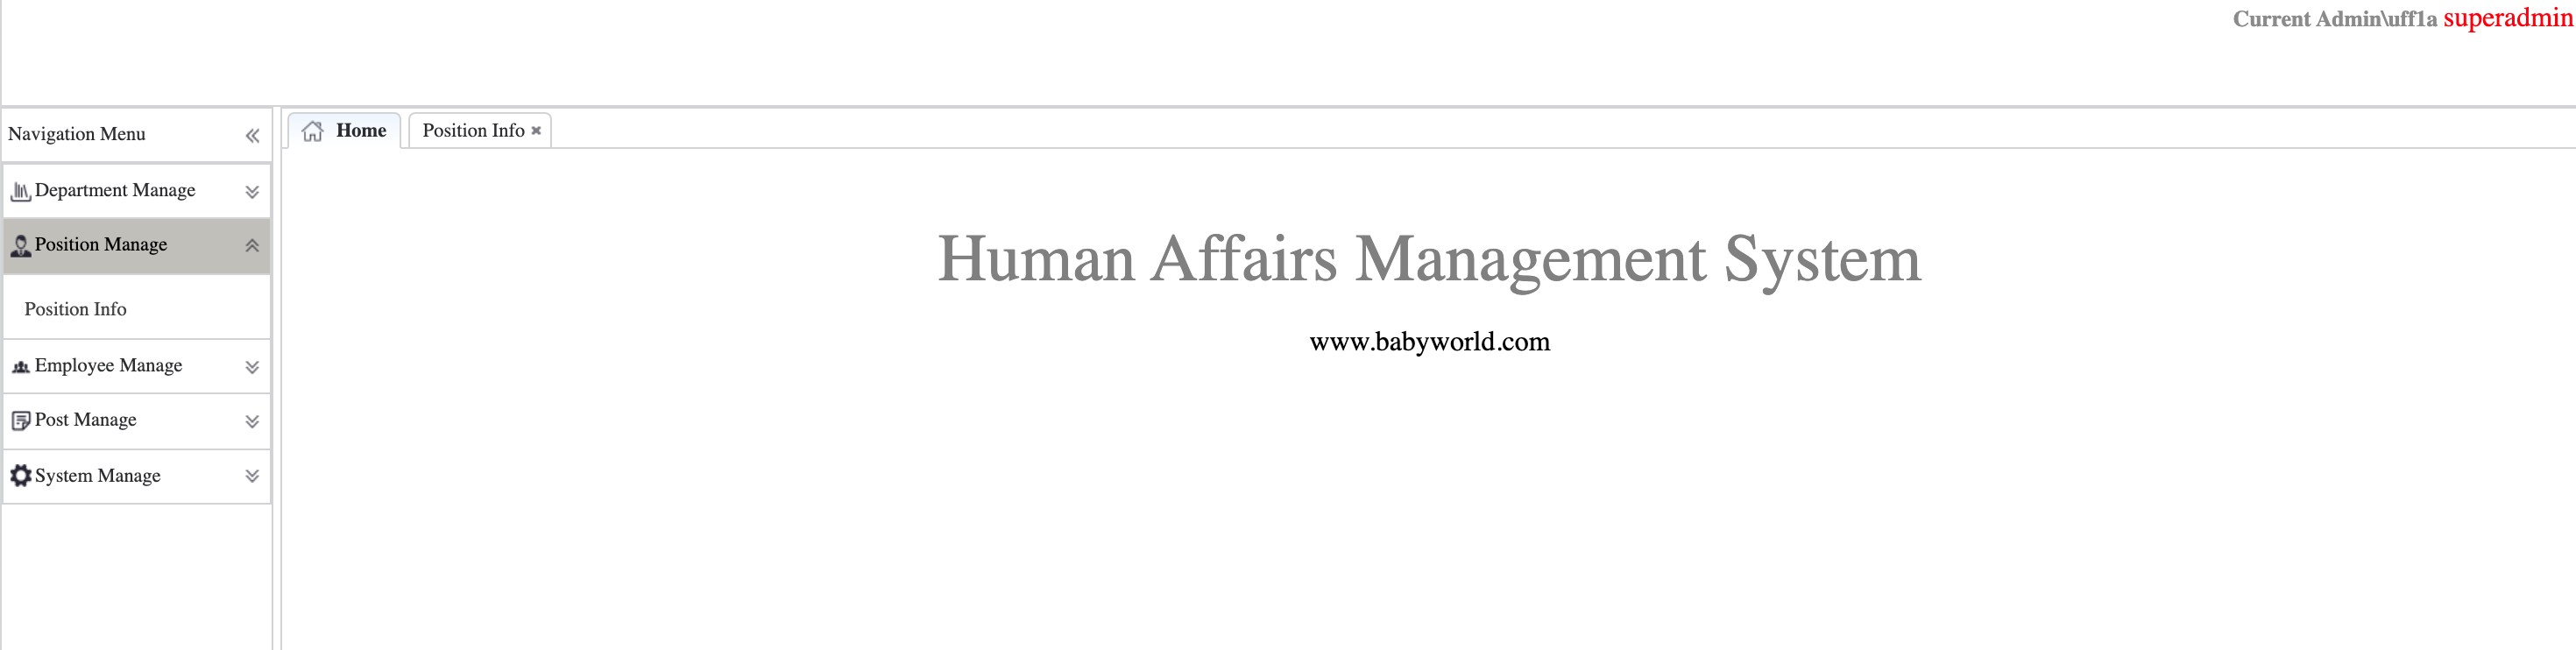 Current Admin\uff1a superadmin
Navigation Menu
Home
Position Info
Department Manage
Position Manage
Position Info
Employee Manage
Post Manage
System Manage
Human Affairs Management System
www.babyworld.com